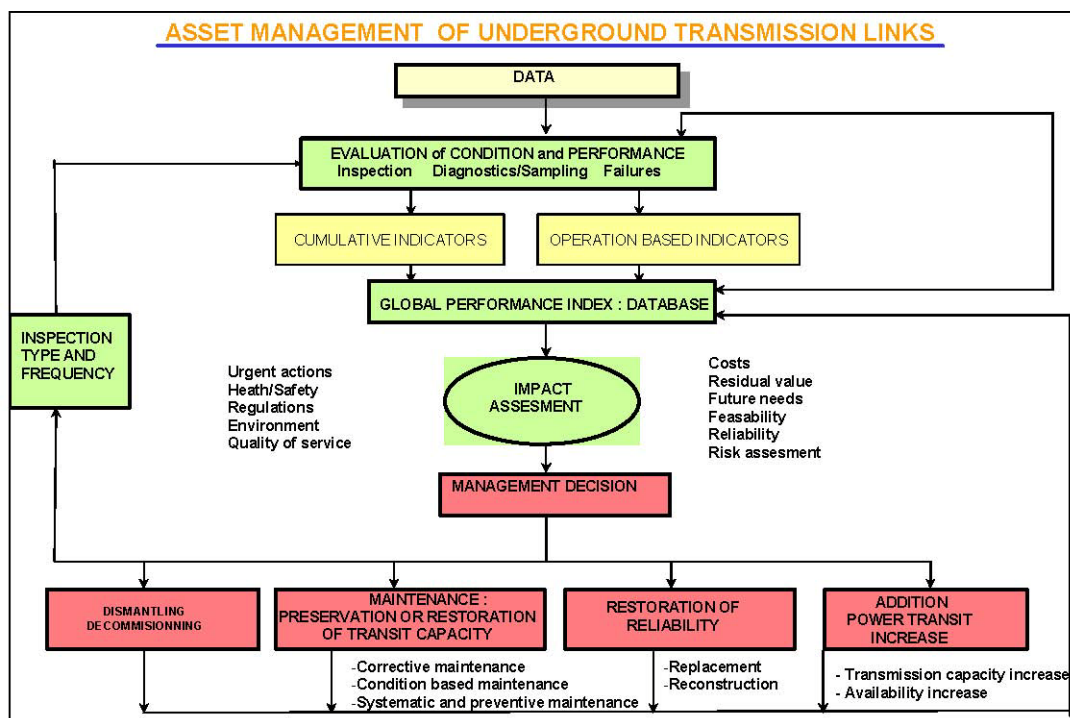 ASSET MANAGEMENT OF UNDERGROUND TRANSMISSION LINKS
DATA
EVALUATION of CONDITION and PERFORMANCE
Inspection Diagnostics/Sampling Failures
CUMULATIVE INDICATORS
OPERATION BASED INDICATORS
GLOBAL PERFORMANCE INDEX : DATABASE
INSPECTION
TYPE AND
FREQUENCY
Urgent actions
Heath/Safety
Regulations
Environment
Quality of service
IMPACT
ASSESMENT
Costs
Residual value
Future needs
Feasability
Reliability
Risk assesment
MANAGEMENT DECISION
DISMANTLING
DECOMMISIONNING
MAINTENANCE :
PRESERVATION OR RESTORATION
OF TRANSIT CAPACITY
RESTORATION OF
RELIABILITY
ADDITION
POWER TRANSIT
INCREASE
-Corrective maintenance
-Condition based maintenance
-Systematic and preventive maintenance
-Replacement
-Reconstruction
- Transmission capacity increase
- Availability increase